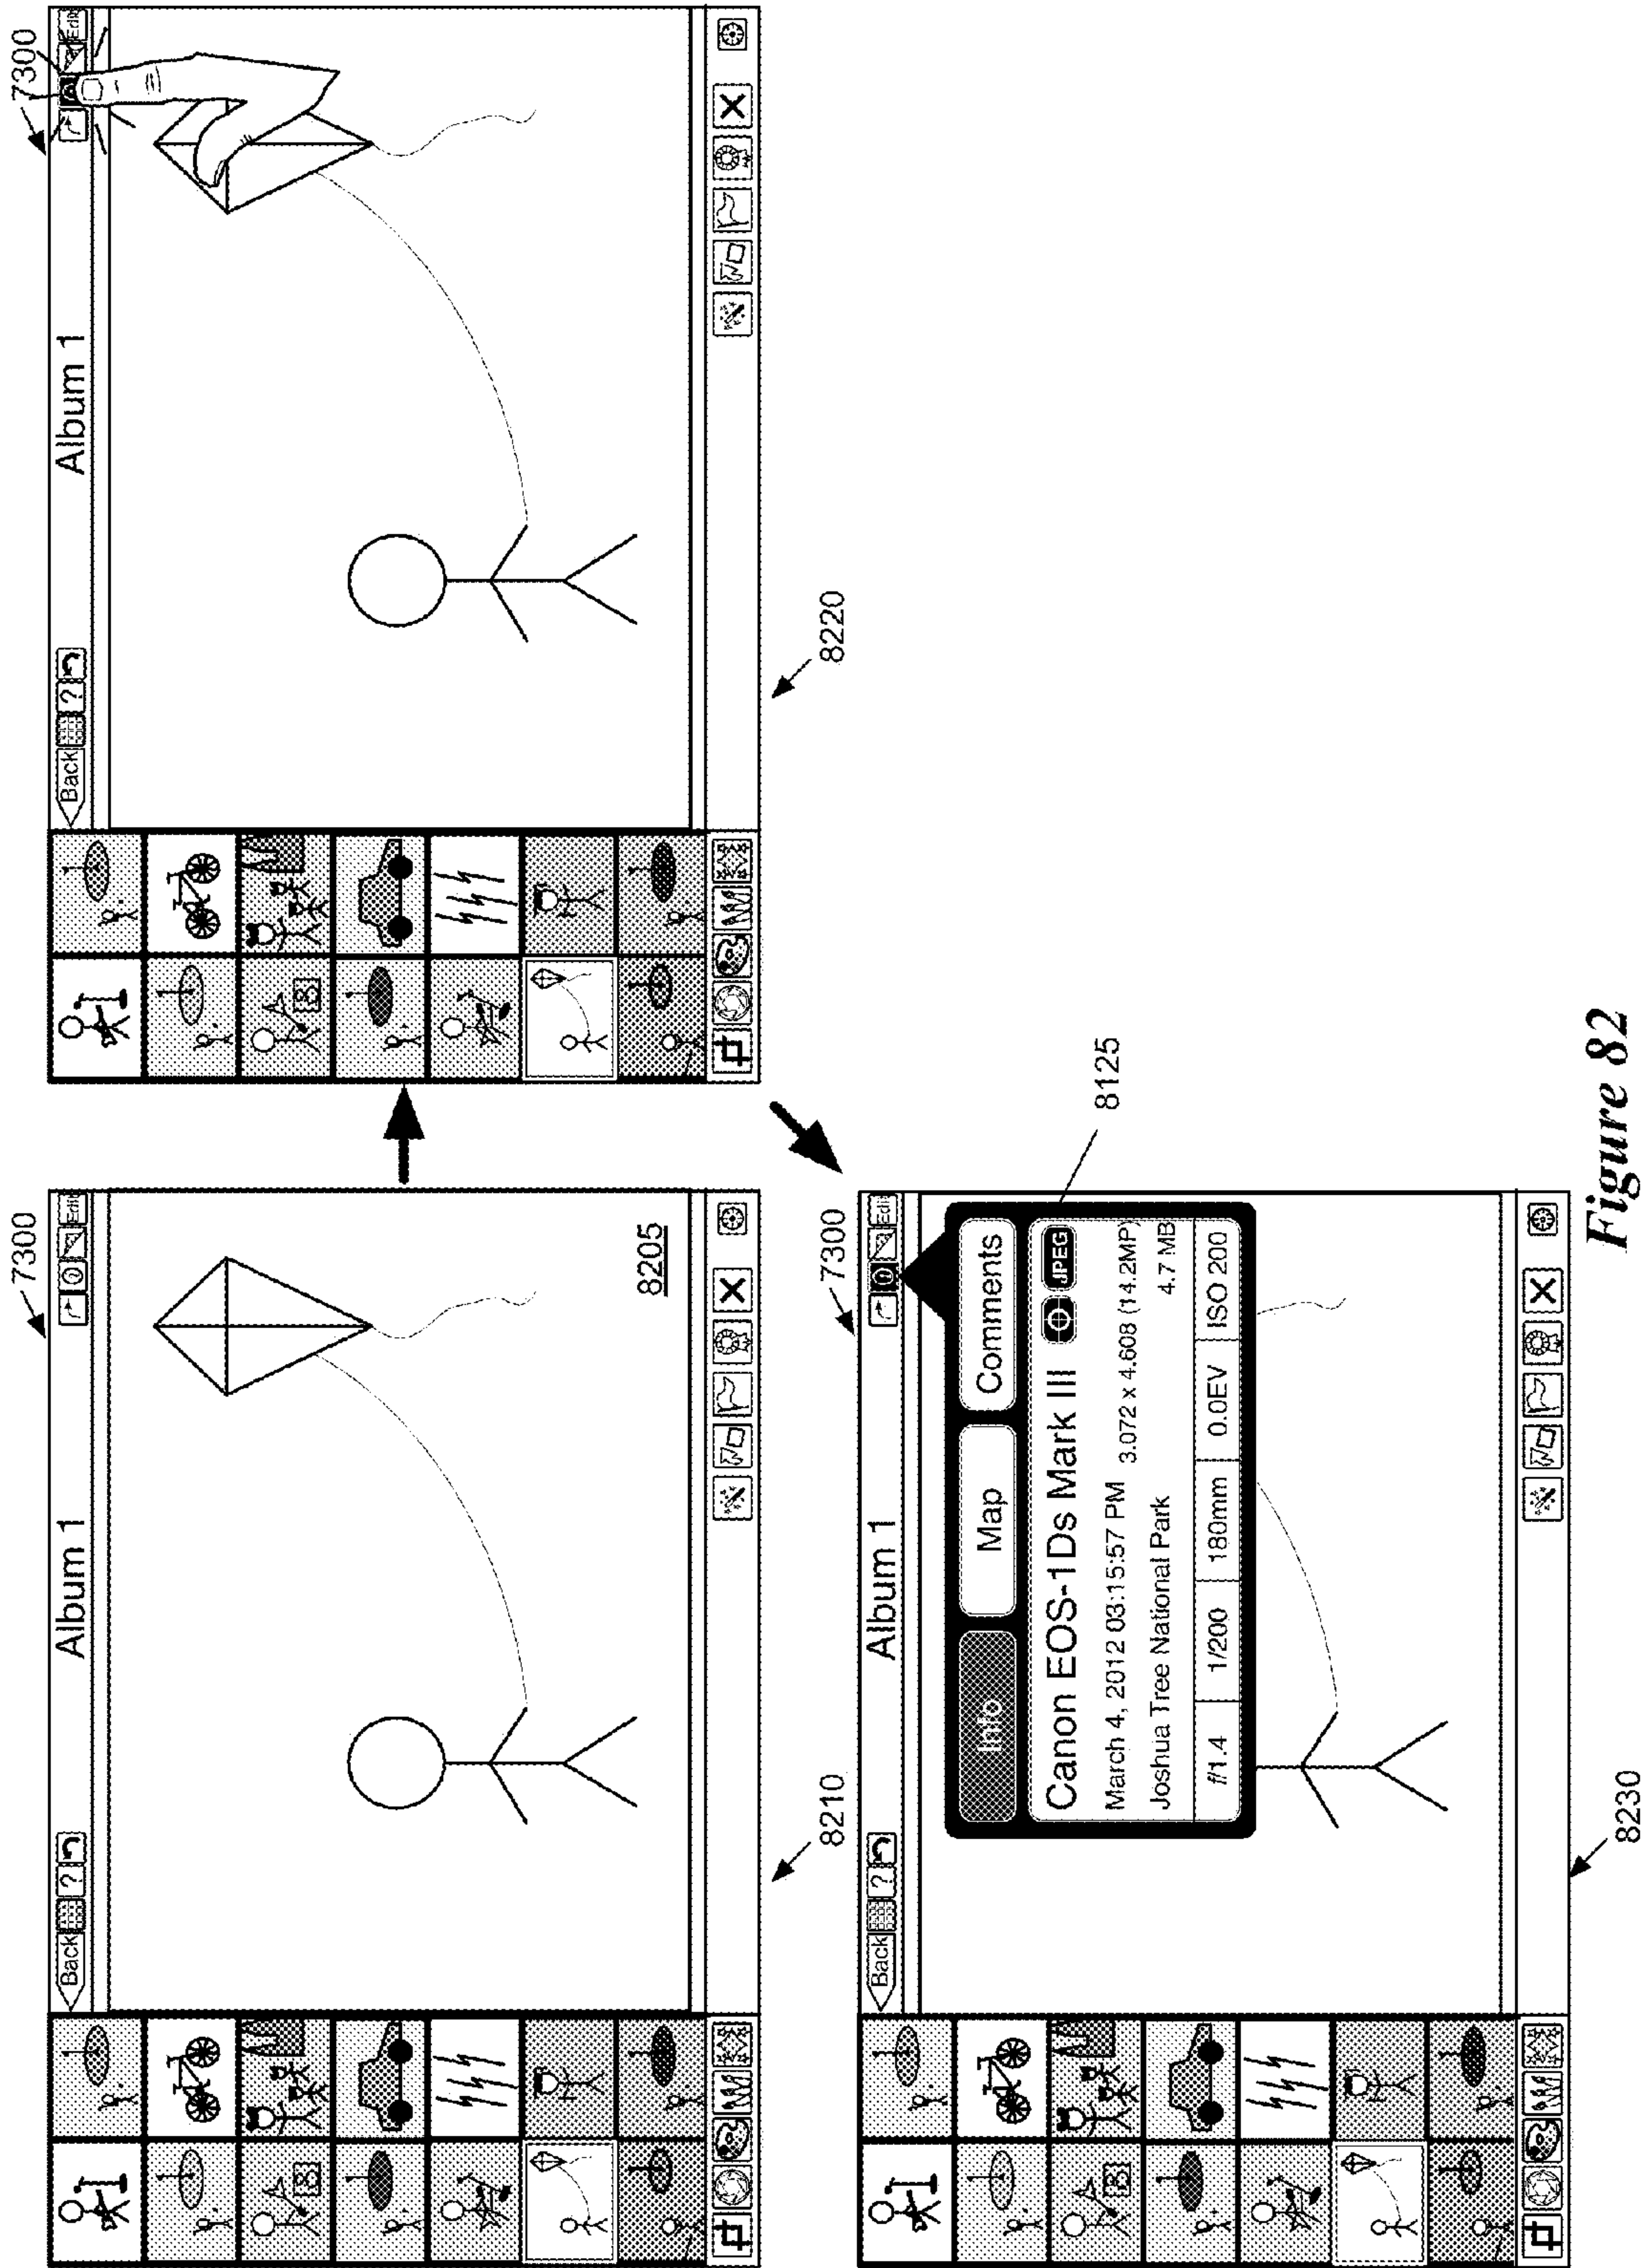 7300
Back ? Album 1 Edit
8205
8210
7300
Back ? Album 1 Edit
8220
7300
Back ? Album 1 Edit
Info Map Comments
Canon EOS-1Ds Mark III JPEG
March 4, 2012 03:15:57 PM 3.072 x 4.608 (14.2MP)
Joshua Tree National Park 4.7 MB
f/1.4 1/200 180mm 0.0EV ISO 200
8125
8230
Figure 82